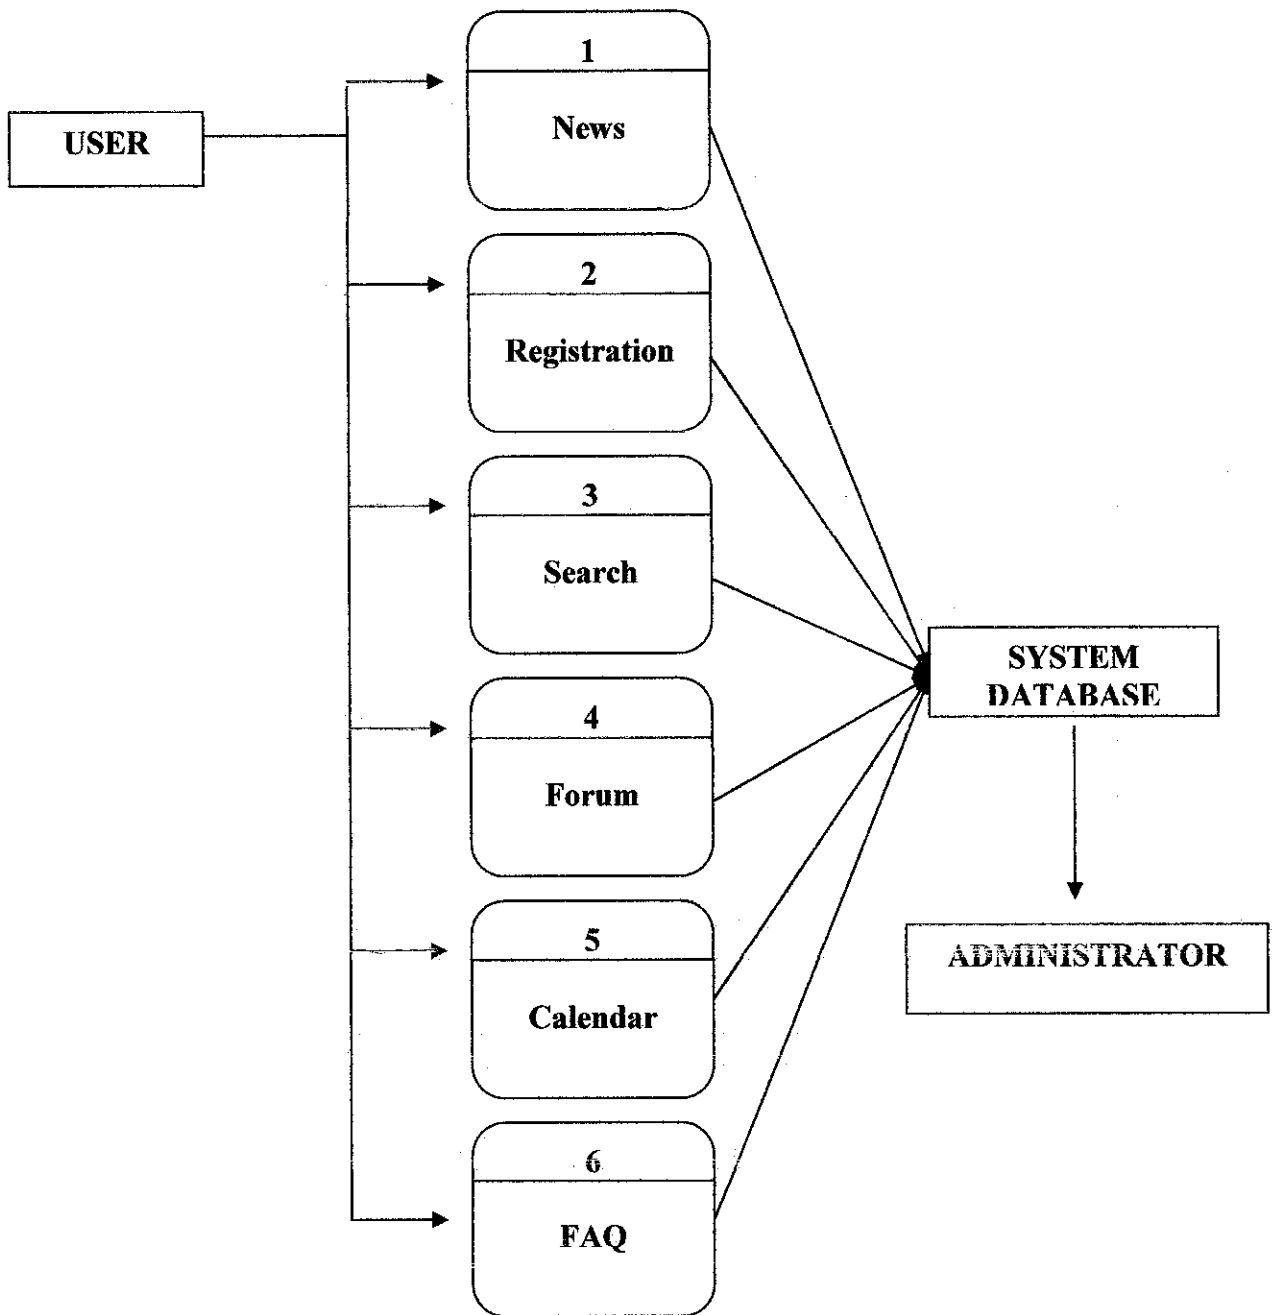 USER
1
News
2
Registration
3
Search
4
Forum
5
Calendar
6
FAQ
SYSTEM
DATABASE
ADMINISTRATOR